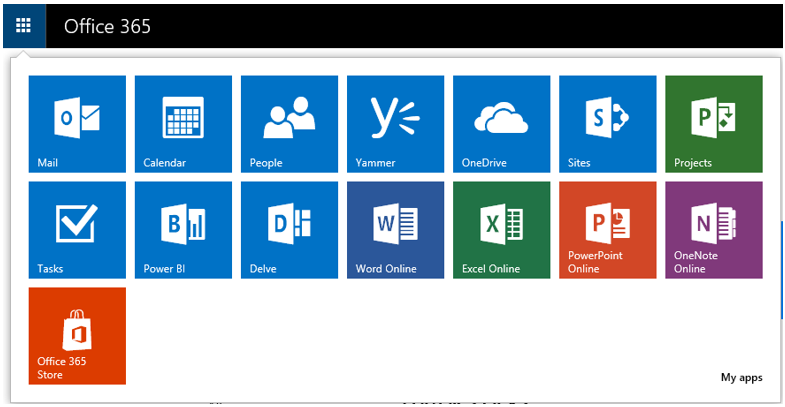 Office 365
Mail
Calendar
People
Yammer
OneDrive
Sites
Projects
Tasks
Power BI
Delve
Word Online
Excel Online
PowerPoint
Online
OneNote
Online
Office 365
Store
My apps